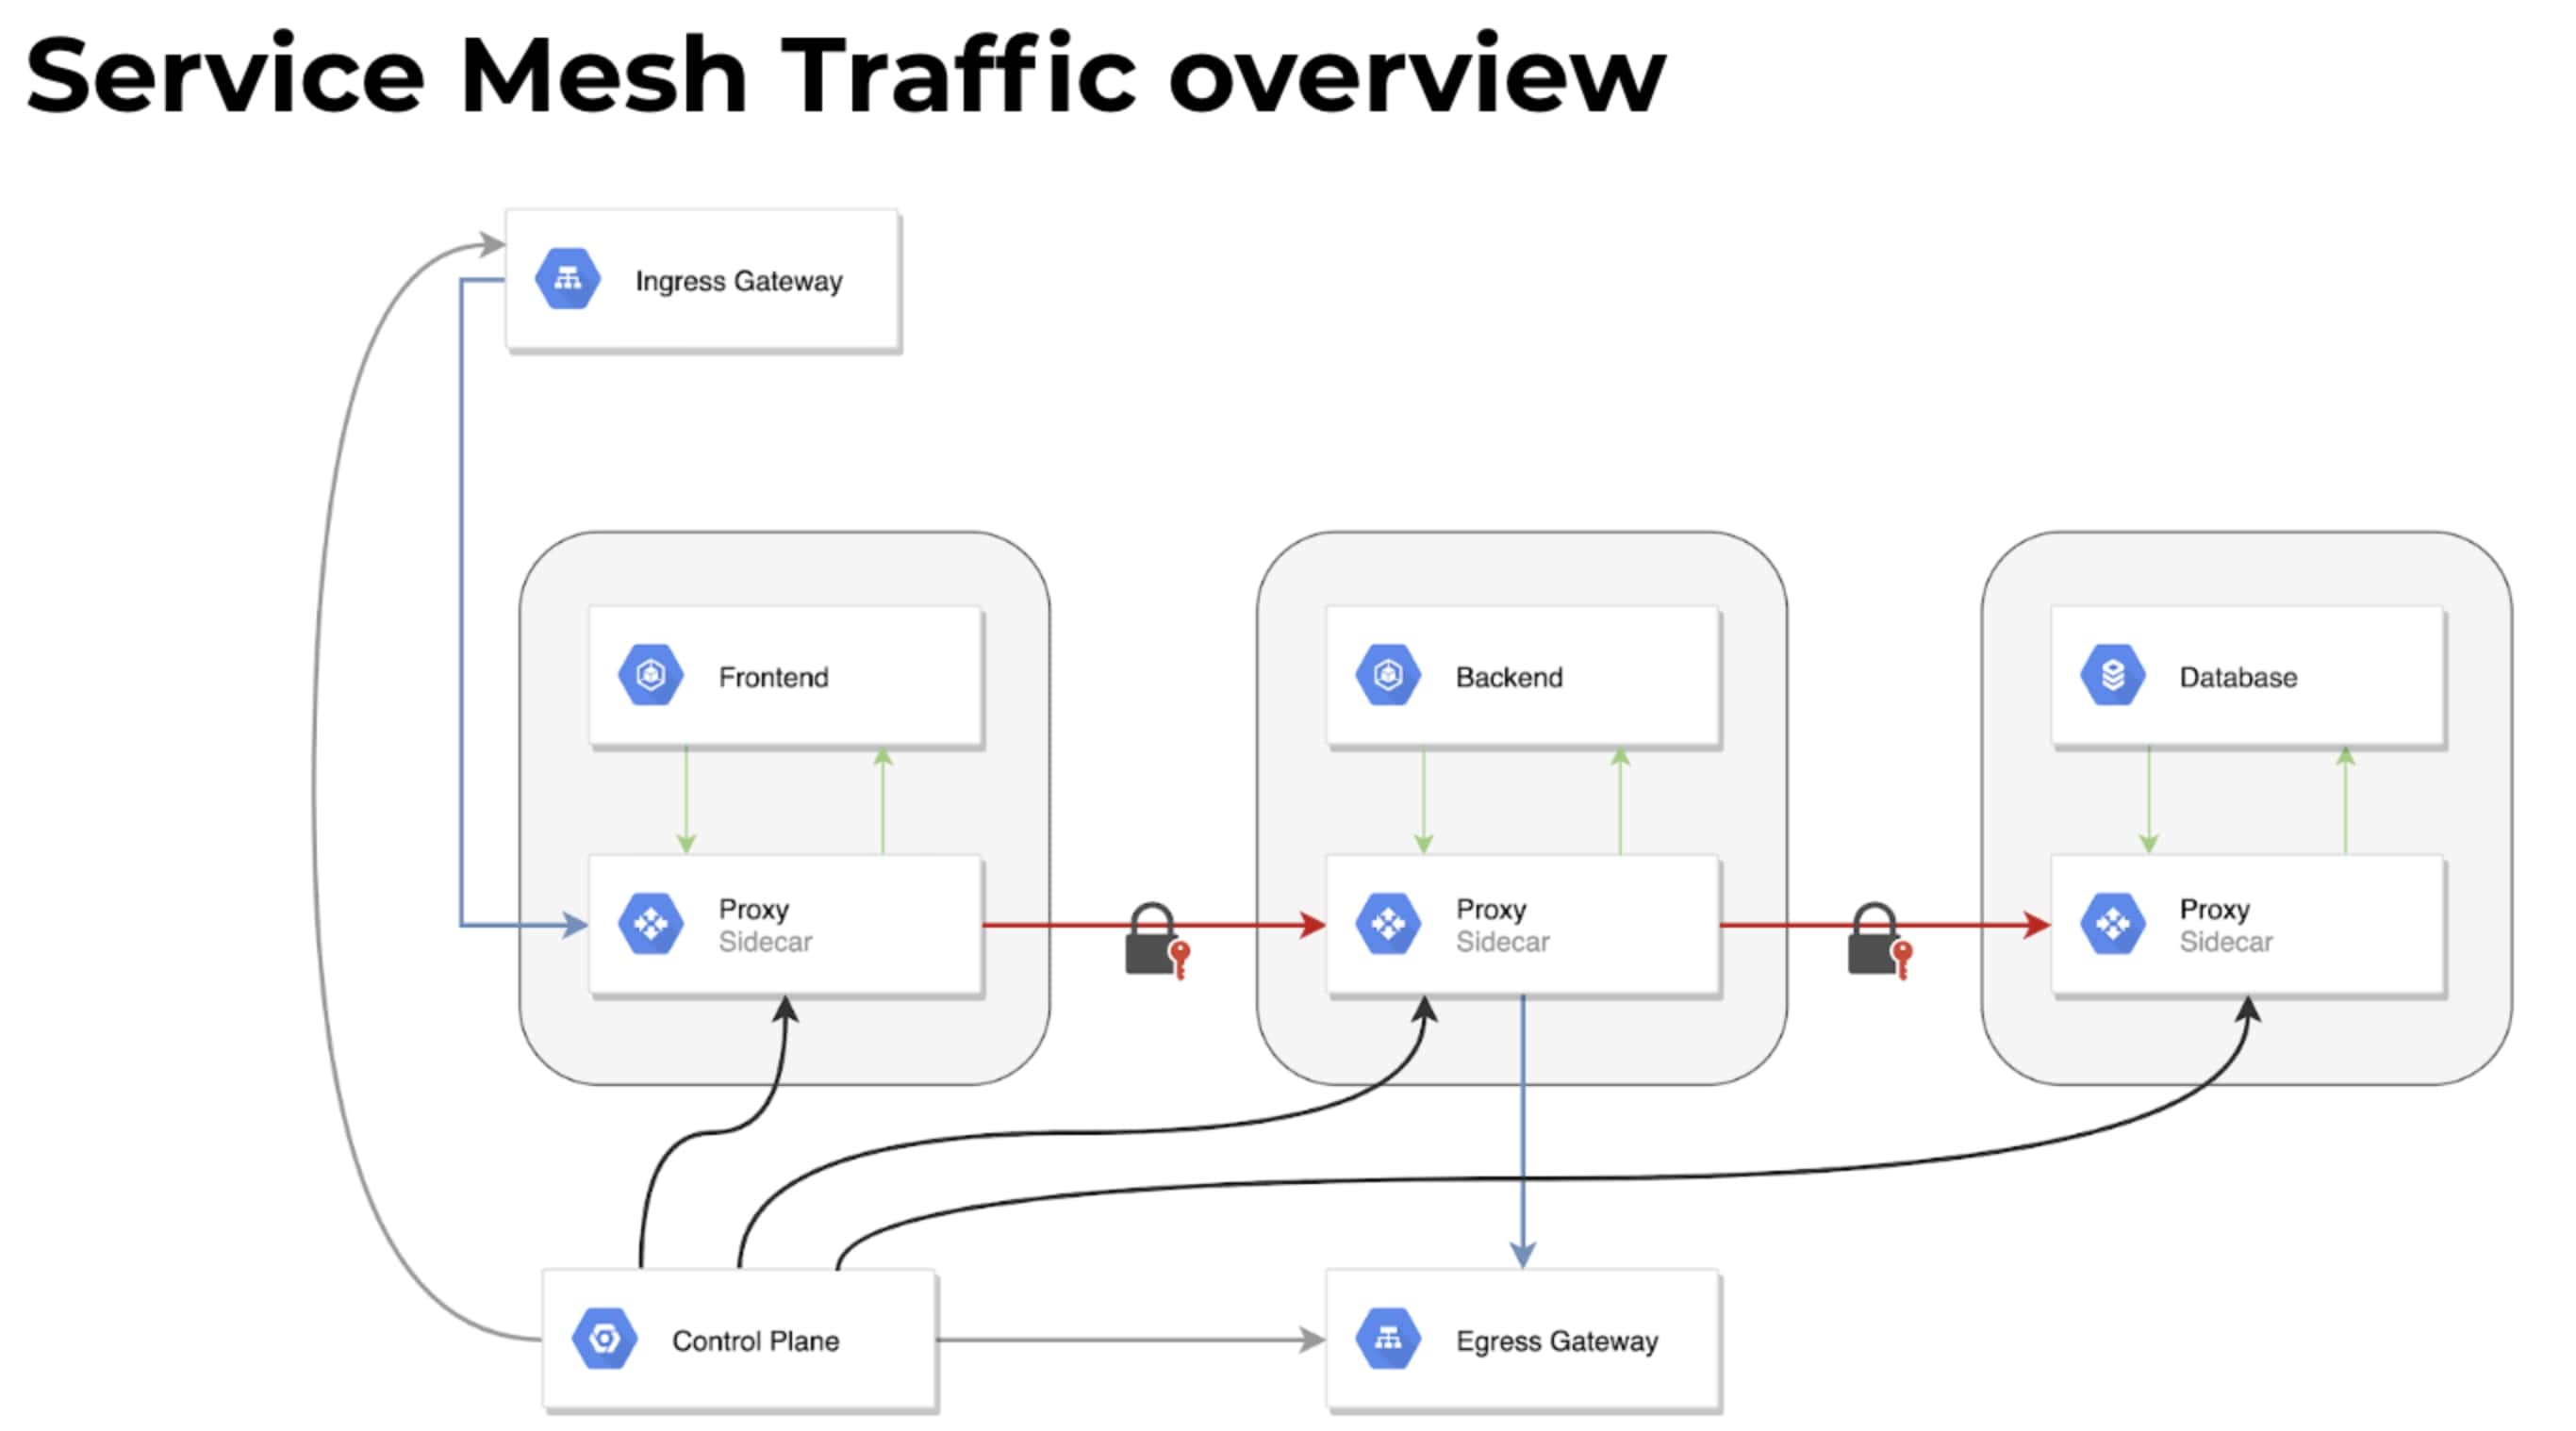 Service Mesh Traffic overview
Ingress Gateway
Frontend
Backend
Database
Proxy
Sidecar
Proxy
Sidecar
Proxy
Sidecar
Control Plane
Egress Gateway